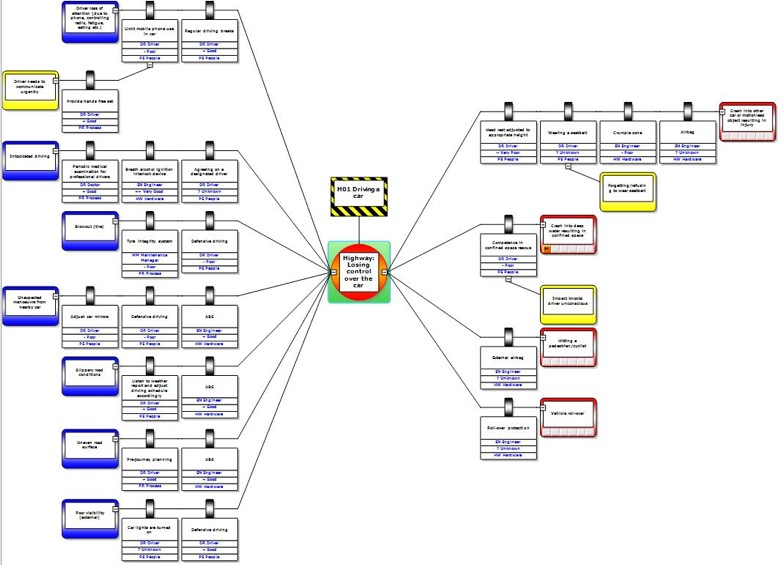 Driver loss of
attention (due to
phone, controlling
radio, fatigue,
eating etc.)
Limit mobile phone use
in car
DR Driver
- Poor
PE People
Regular driving breaks
DR Driver
+ Good
PE People
Driver needs to
communicate
urgently
Provide hands free set
DR Driver
+ Good
PR Process
Intoxicated driving
Periodic medical
examination for
professional drivers
DR Doctor
+ Good
PR Process
Breath alcohol ignition
interlock device
EN Engineer
++ Very Good
HW Hardware
Agreeing on a
designated driver
DR Driver
? Unknown
PE People
Blowout (tire)
Tyre integrity system
MM Maintenance
Manager
- Poor
PR Process
Defensive driving
DR Driver
- Poor
PE People
Unexpected
manoeuvre from
nearby car
Adjust car mirrors
DR Driver
- Poor
PE People
Defensive driving
DR Driver
- Poor
PE People
ABS
EN Engineer
+ Good
HW Hardware
Slippery road
conditions
Listen to weather
report and adjust
driving schedule
accordingly
DR Driver
+ Good
PE People
ABS
EN Engineer
+ Good
HW Hardware
Uneven road
surface
Pre-journey planning
DR Driver
+ Good
PR Process
ABS
EN Engineer
+ Good
HW Hardware
Poor visibility
(external)
Car lights are turned
on
DR Driver
? Unknown
PE People
Defensive driving
DR Driver
+ Good
PE People
H01 Driving a
car
Highway:
Losing
control
over the
car
Head rest adjusted to
appropriate height
DR Driver
-- Very Poor
PE People
Wearing a seatbelt
DR Driver
? Unknown
PE People
Crumple zone
EN Engineer
- Poor
HW Hardware
Airbag
EN Engineer
? Unknown
HW Hardware
Crash into other
car or motionless
object resulting in
injury
Forgetting/refusin
g to wear seatbelt
Competence in
confined space rescue
DR Driver
- Poor
PE People
Crash into deep
water resulting in
confined space
Impact knocks
driver unconscious
External airbag
EN Engineer
? Unknown
HW Hardware
Hitting a
pedestrian/cyclist
Roll-over protection
EN Engineer
? Unknown
HW Hardware
Vehicle roll-over